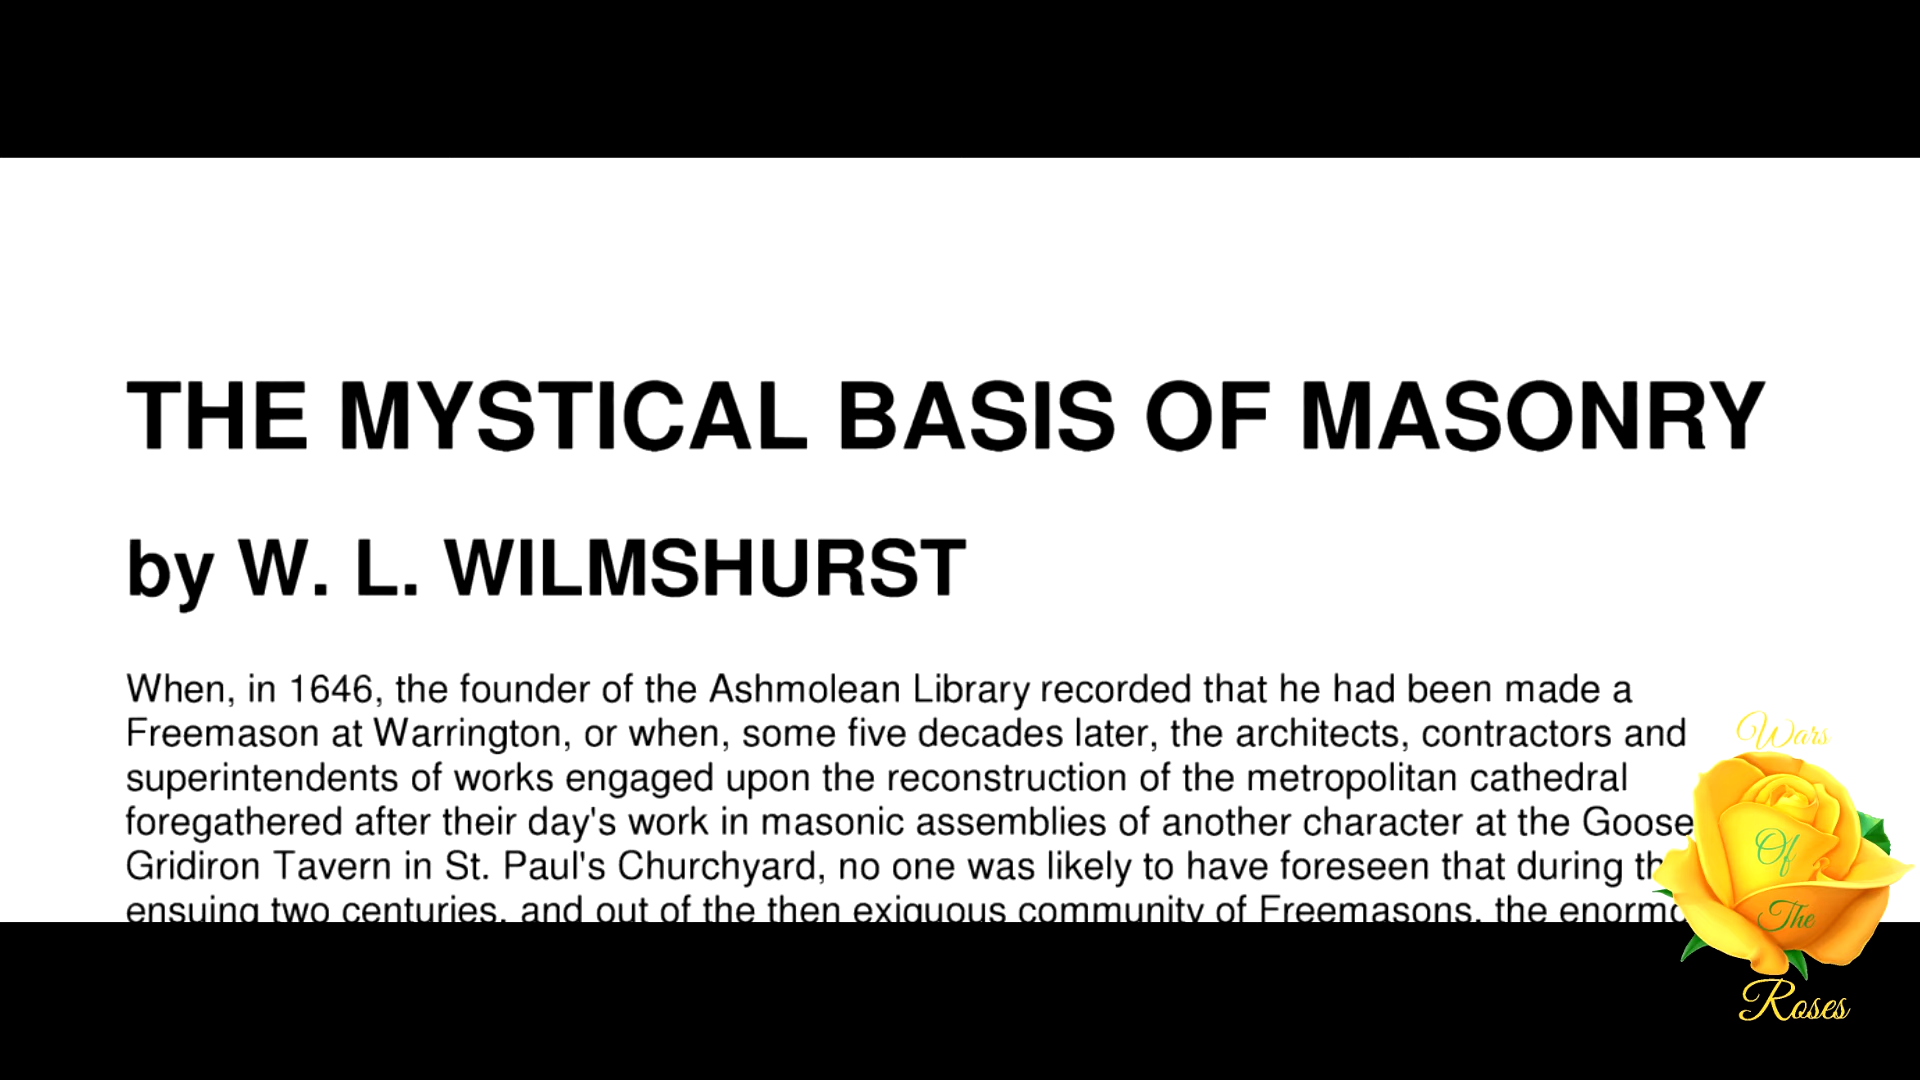 THE MYSTICAL BASIS OF MASONRY
by W. L. WILMSHURST
When, in 1646, the founder of the Ashmolean Library recorded that he had been made a
Freemason at Warrington, or when, some five decades later, the architects, contractors and
superintendents of works engaged upon the reconstruction of the metropolitan cathedral
foregathered after their day's work in masonic assemblies of another character at the Goose
Gridiron Tavern in St. Paul's Churchyard, no one was likely to have foreseen that during
ensuing two centuries, and out of the then exiguous community of Freemasons, the
Wars
Of
The
Roses